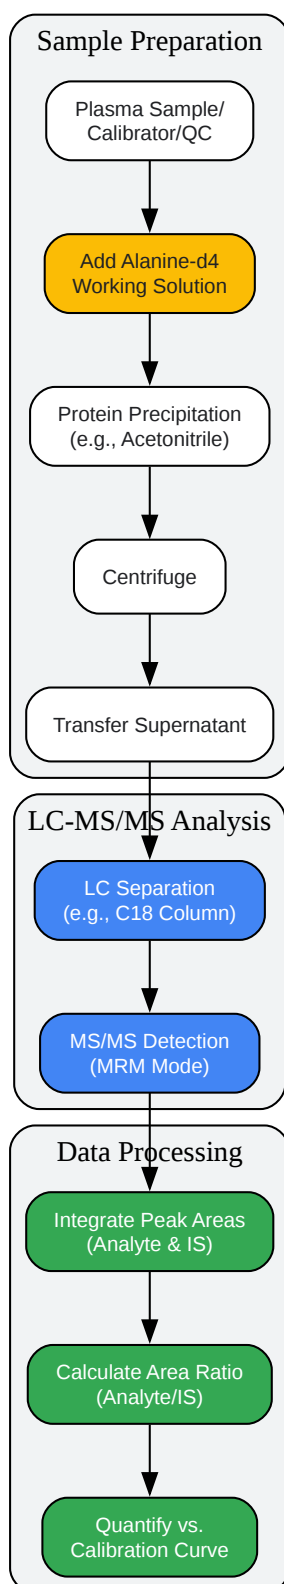 Sample Preparation
Plasma Sample/
Calibrator/QC
Add Alanine-d4
Working Solution
Protein Precipitation
(e.g., Acetonitrile)
Centrifuge
Transfer Supernatant
LC-MS/MS Analysis
LC Separation
(e.g., C18 Column)
MS/MS Detection
(MRM Mode)
Data Processing
Integrate Peak Areas
(Analyte & IS)
Calculate Area Ratio
(Analyte/IS)
Quantify vs.
Calibration Curve